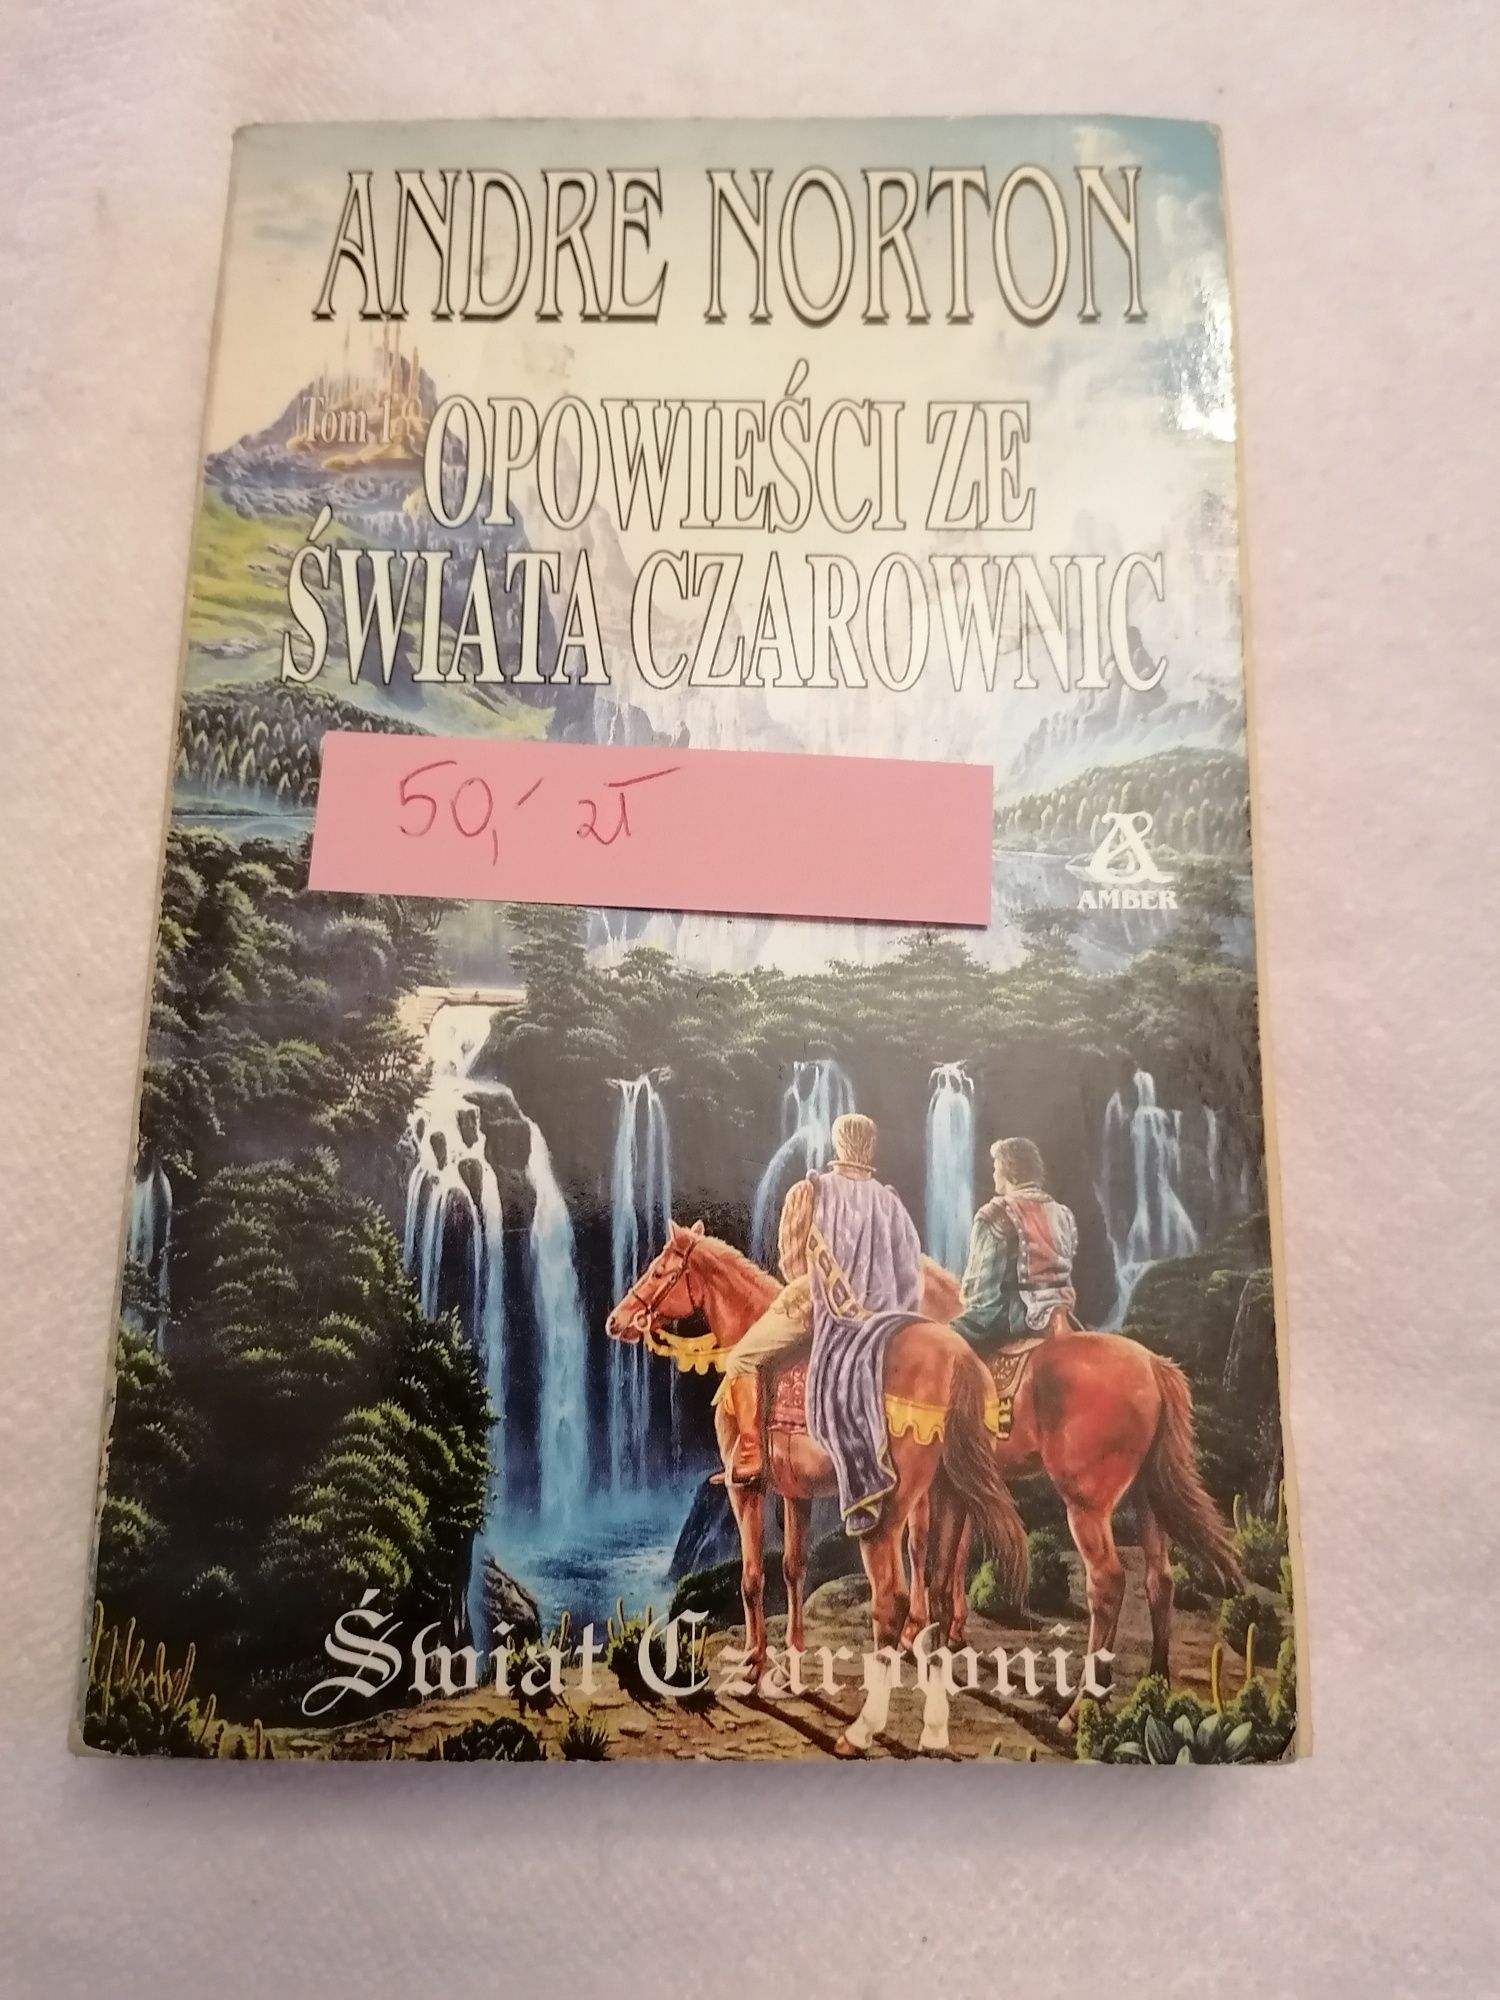 ANDRE NORTON
Tom 1
OPOWIEŚCI ZE
ŚWIATA CZAROWNIC
50,- zł
AMBER
Świat Czarownic